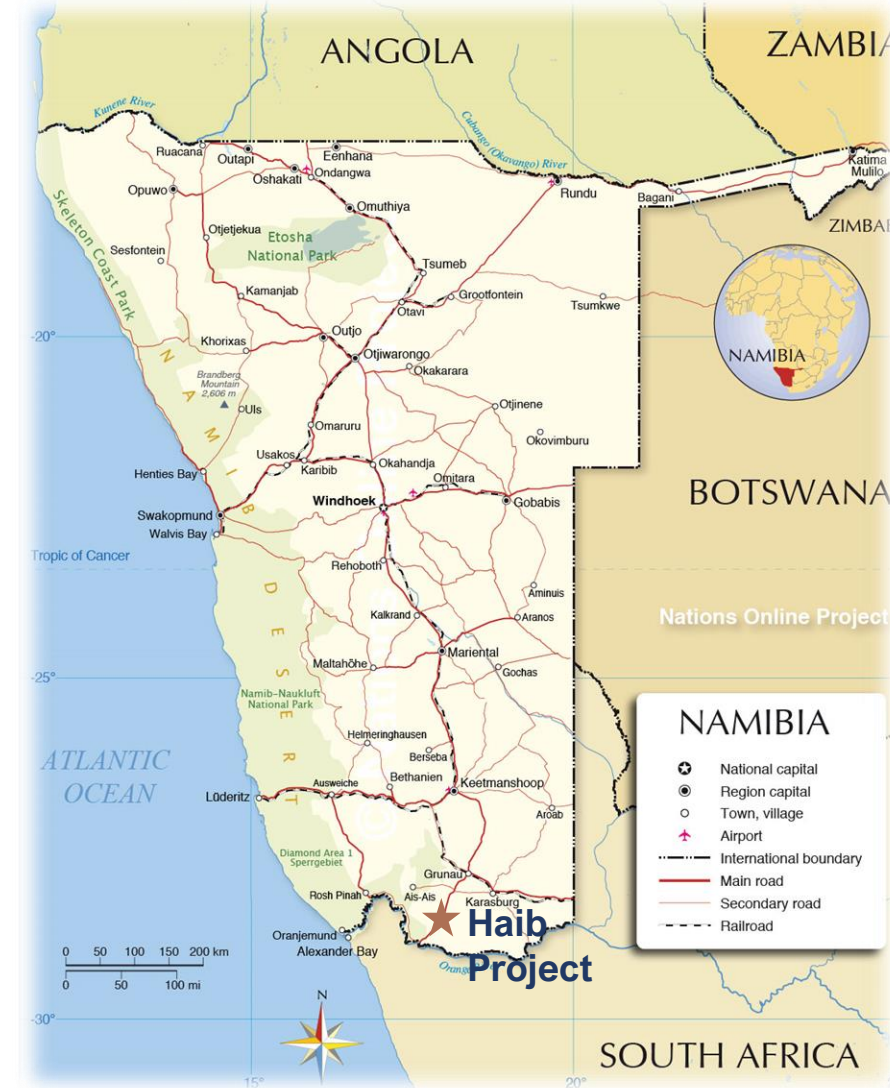 ANGOLA
ZAMBIA
Kunene River
Cubango (Okavango) River
Ruacana
Outapi
Eenhana
Oshakati
Ondangwa
Katima
Mulilo
Opuwo
Rundu
Bagani
Omuthiya
Skeleton Coast Park
Otjetjekua
Etosha
National Park
ZIMBAB
Sesfontein
Tsumeb
Kamanjab
Grootfontein
Tsumkwe
Otavi
-20°
Outjo
Khorixas
Otjiwarongo
NAMIBIA
Okakarara
Brandberg
Mountain
2,606 m
Uls
Otjinene
NAMIB
Omaruru
Okovimburu
Usakos
Karibib
Okahandja
Henties Bay
Omitara
BOTSWANA
Windhoek
Gobabis
Swakopmund
Walvis Bay
Tropic of Cancer
Rehoboth
DESERT
Aminuis
Kalkrand
Aranos
Nations Online Project
Mariental
Maltahöhe
Gochas
-25°
Namib-Naukluft
National Park
NAMIBIA
Helmeringhausen
Berseba
ATLANTIC
OCEAN
National capital
Region capital
Town, village
Airport
International boundary
Main road
Secondary road
Railroad
Ausweiche
Bethanien
Keetmanshoop
Lüderitz
Aroab
Diamond Area 1
Sperrgebiet
Grunau
Rosh Pinah
Ais-Ais
Karasburg
Haib
Project
Oranjemund
Alexander Bay
0 50 100 150 200 km
0 50 100 mi
N
-30°
SOUTH AFRICA
15°
20°